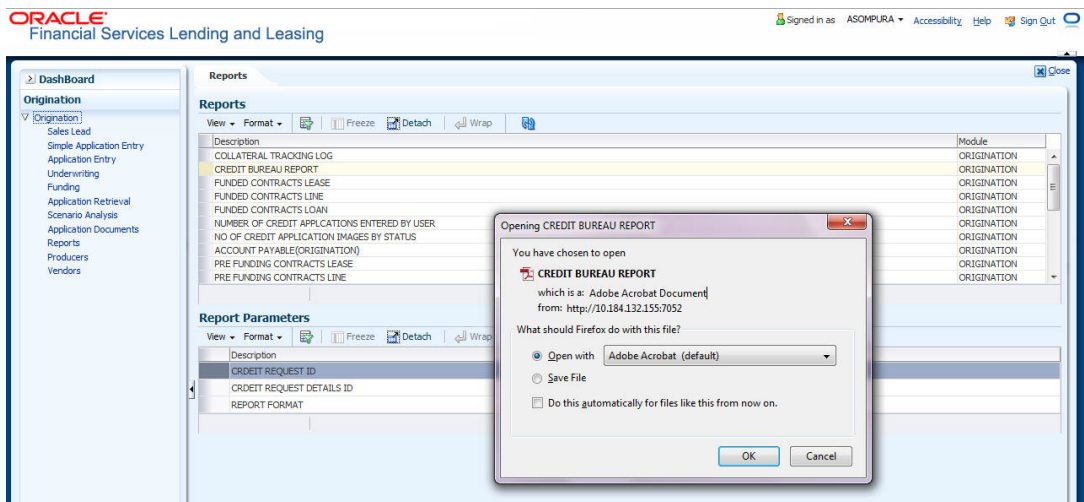 ORACLE
Financial Services Lending and Leasing
Signed in as ASOMPURA Accessibility Help Sign Out
DashBoard
Origination
Origination
Sales Lead
Simple Application Entry
Application Entry
Underwriting
Funding
Application Retrieval
Scenario Analysis
Application Documents
Reports
Producers
Vendors
Reports
Close
Reports
View Format Freeze Detach Wrap
Description Module
COLLATERAL TRACKING LOG ORIGINATION
CREDIT BUREAU REPORT ORIGINATION
FUNDED CONTRACTS LEASE ORIGINATION
FUNDED CONTRACTS LINE ORIGINATION
FUNDED CONTRACTS LOAN ORIGINATION
NUMBER OF CREDIT APPLCATIONS ENTERED BY USER ORIGINATION
NO OF CREDIT APPLICATION IMAGES BY STATUS ORIGINATION
ACCOUNT PAYABLE(ORIGINATION) ORIGINATION
PRE FUNDING CONTRACTS LEASE ORIGINATION
PRE FUNDING CONTRACTS LINE ORIGINATION
Report Parameters
View Format Freeze Detach Wrap
Description
CRDEIT REQUEST ID
CRDEIT REQUEST DETAILS ID
REPORT FORMAT
Opening CREDIT BUREAU REPORT
You have chosen to open
CREDIT BUREAU REPORT
which is a: Adobe Acrobat Document
from: http://10.184.132.155:7052
What should Firefox do with this file?
Open with Adobe Acrobat (default)
Save File
Do this automatically for files like this from now on.
OK Cancel